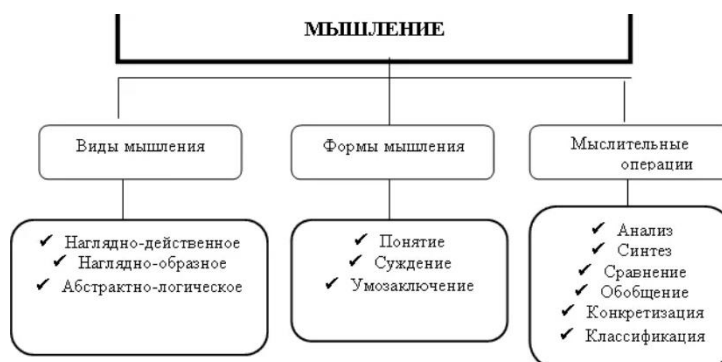 МЫШЛЕНИЕ
Виды мышления
Формы мышления
Мыслительные
операции
✔ Наглядно-действенное
✔ Наглядно-образное
✔ Абстрактно-логическое
✔ Понятие
✔ Суждение
✔ Умозаключение
✔ Анализ
✔ Синтез
✔ Сравнение
✔ Обобщение
✔ Конкретизация
✔ Классификация